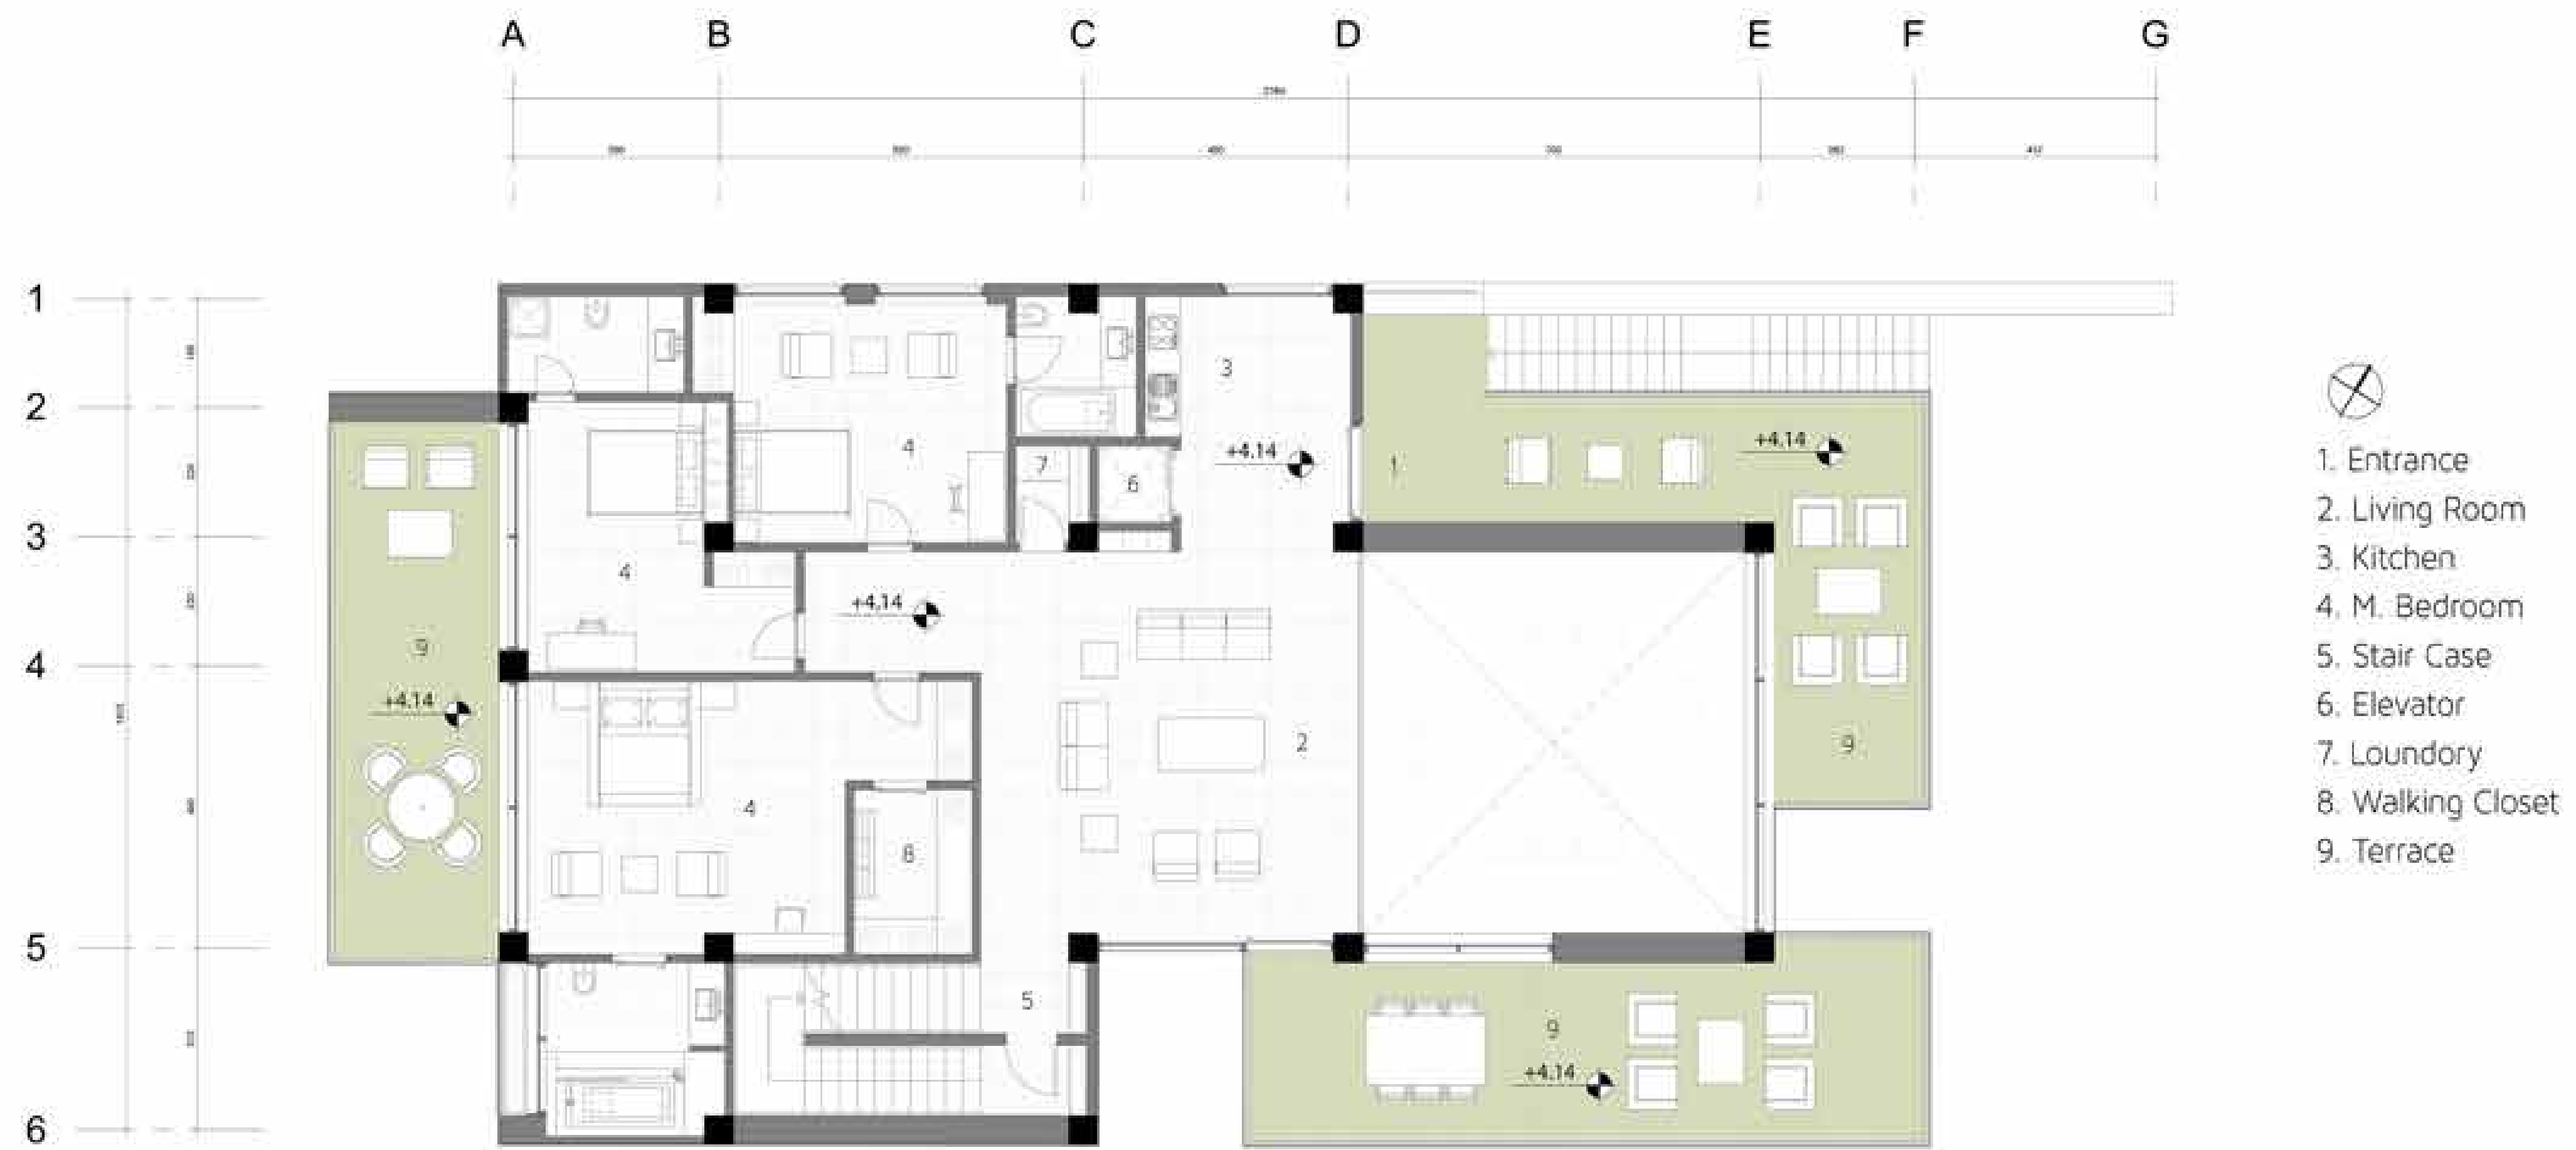 A B C D E F G
1
2
3
4
5
6
3
4
7
6
+4.14
1
+4.14
4
+4.14
9
+4.14
2
9
4
8
5
9
+4.14
1. Entrance
2. Living Room
3. Kitchen
4. M. Bedroom
5. Stair Case
6. Elevator
7. Loundory
8. Walking Closet
9. Terrace